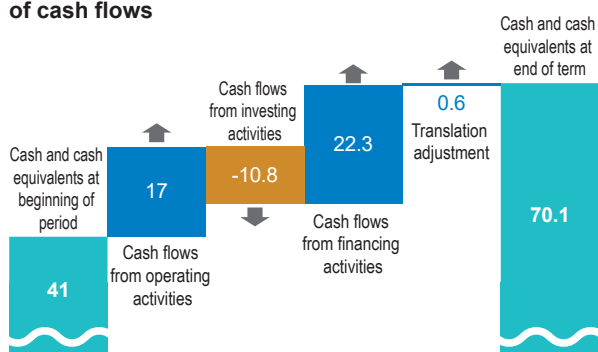 of cash flows
Cash and cash
equivalents at
beginning of
period
41
17
Cash flows
from operating
activities
Cash flows
from investing
activities
-10.8
22.3
Cash flows
from financing
activities
0.6
Translation
adjustment
Cash and cash
equivalents at
end of term
70.1